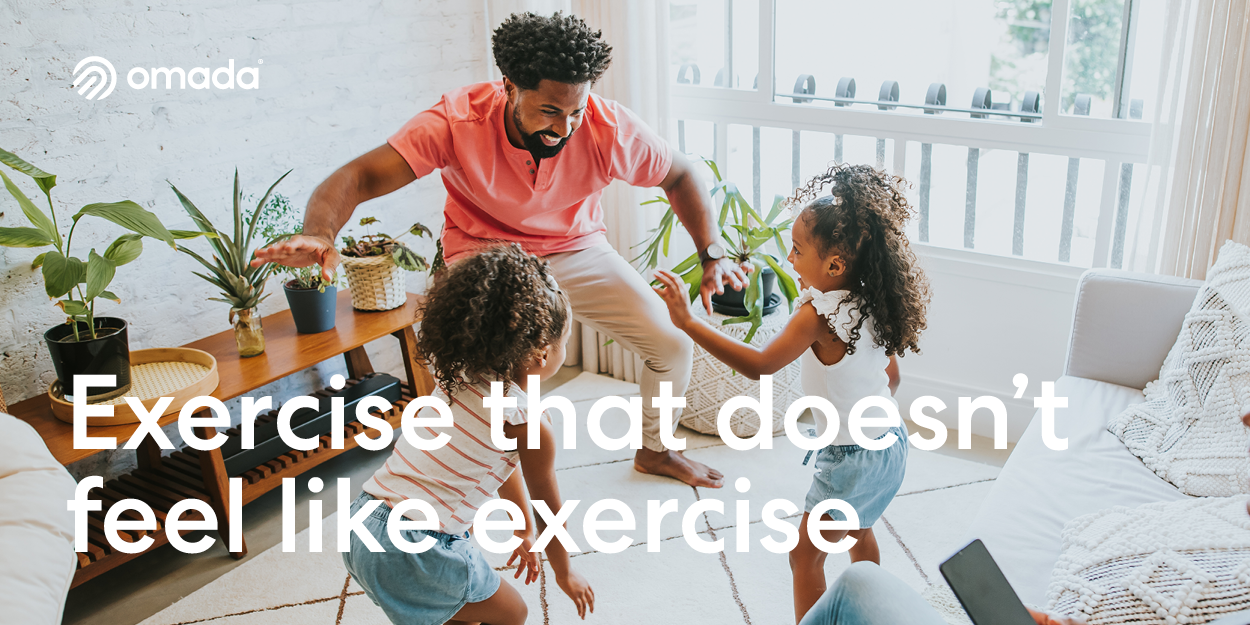 omada
Exercise that doesn’t
feel like exercise